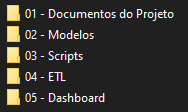 01 - Documentos do Projeto
02 - Modelos
03 - Scripts
04 - ETL
05 - Dashboard